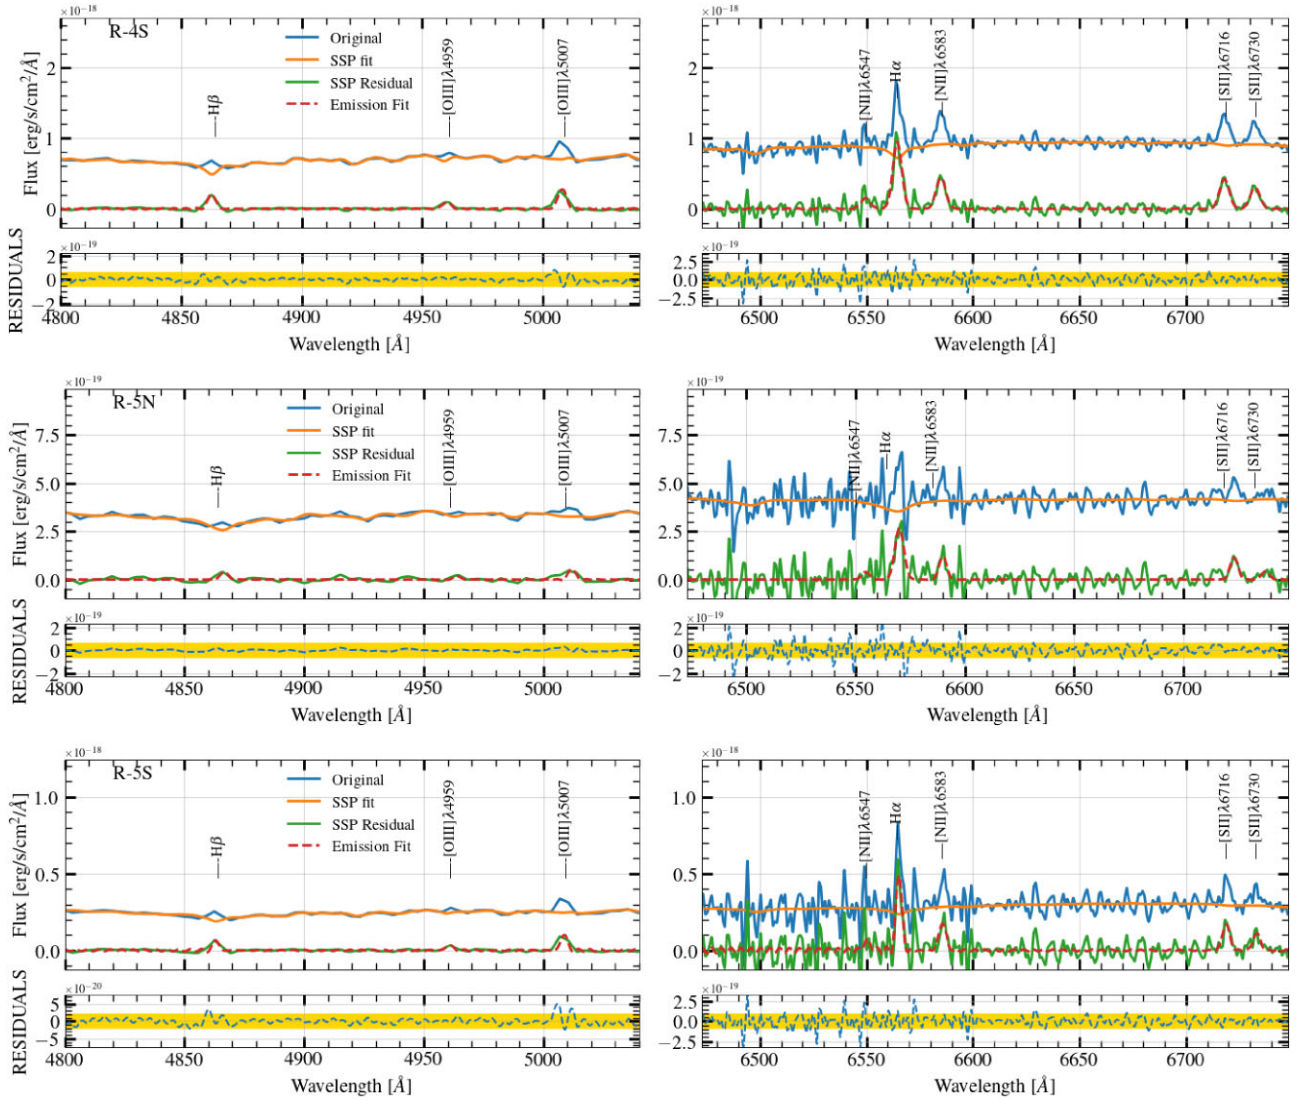 ×10⁻¹⁸
R-4S
Flux [erg/s/cm²/Å]
2
1
0
Original
SSP fit
SSP Residual
Emission Fit
Hβ
[OIII]λ4959
[OIII]λ5007
RESIDUALS
×10⁻¹⁹
2
0
−2
4800 4850 4900 4950 5000
Wavelength [Å]
×10⁻¹⁸
2
1
0
[NII]λ6547
Hα
[NII]λ6583
[SII]λ6716
[SII]λ6730
×10⁻¹⁹
2.5
0.0
−2.5
6500 6550 6600 6650 6700
Wavelength [Å]
×10⁻¹⁹
R-5N
Flux [erg/s/cm²/Å]
7.5
5.0
2.5
0.0
Original
SSP fit
SSP Residual
Emission Fit
Hβ
[OIII]λ4959
[OIII]λ5007
RESIDUALS
×10⁻¹⁹
2
0
−2
4800 4850 4900 4950 5000
Wavelength [Å]
×10⁻¹⁹
7.5
5.0
2.5
0.0
[NII]λ6547
Hα
[NII]λ6583
[SII]λ6716
[SII]λ6730
×10⁻¹⁹
2
0
−2
6500 6550 6600 6650 6700
Wavelength [Å]
×10⁻¹⁸
R-5S
Flux [erg/s/cm²/Å]
1.0
0.5
0.0
Original
SSP fit
SSP Residual
Emission Fit
Hβ
[OIII]λ4959
[OIII]λ5007
RESIDUALS
×10⁻²⁰
5
0
−5
4800 4850 4900 4950 5000
Wavelength [Å]
×10⁻¹⁸
1.0
0.5
0.0
[NII]λ6547
Hα
[NII]λ6583
[SII]λ6716
[SII]λ6730
×10⁻¹⁹
2.5
0.0
−2.5
6500 6550 6600 6650 6700
Wavelength [Å]